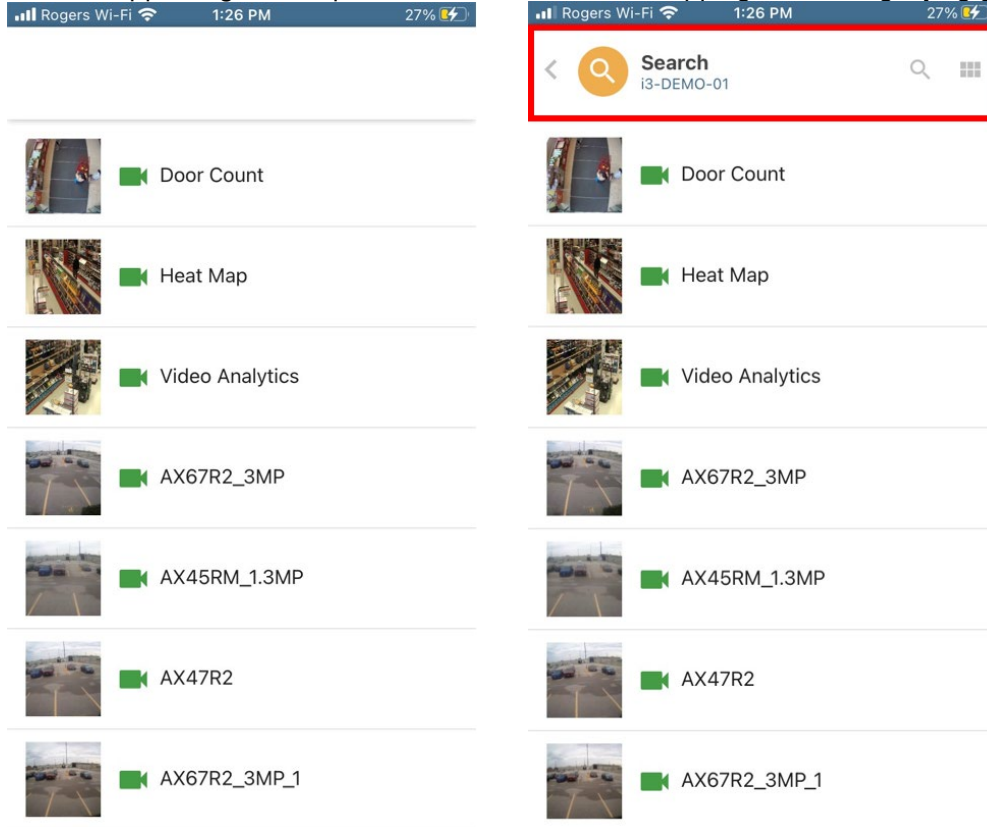 Rogers Wi-Fi 1:26 PM 27%
Door Count
Heat Map
Video Analytics
AX67R2_3MP
AX45RM_1.3MP
AX47R2
AX67R2_3MP_1
Rogers Wi-Fi 1:26 PM 27%
Search
i3-DEMO-01
Door Count
Heat Map
Video Analytics
AX67R2_3MP
AX45RM_1.3MP
AX47R2
AX67R2_3MP_1